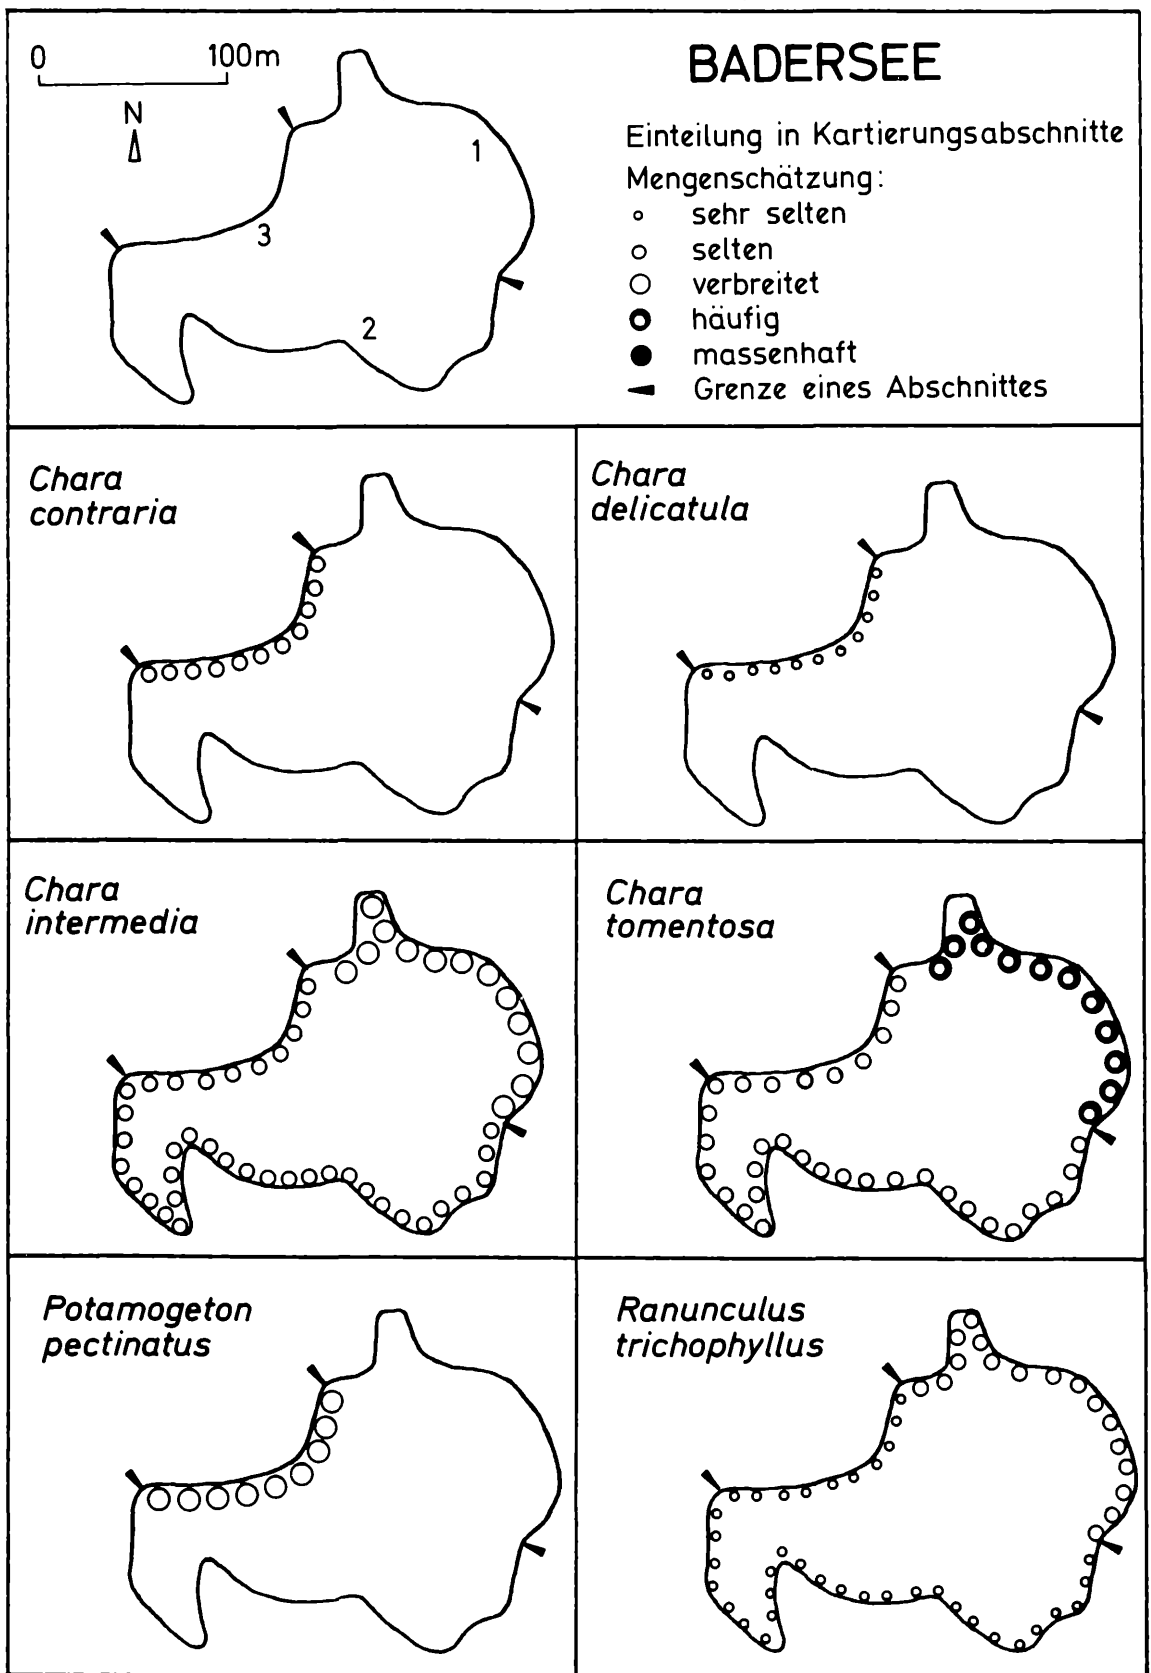 0 100m
N
1
3
2
BADERSEE
Einteilung in Kartierungsabschnitte
Mengenschätzung:
sehr selten
selten
verbreitet
häufig
massenhaft
Grenze eines Abschnittes
Chara
contraria
Chara
delicatula
Chara
intermedia
Chara
tomentosa
Potamogeton
pectinatus
Ranunculus
trichophyllus